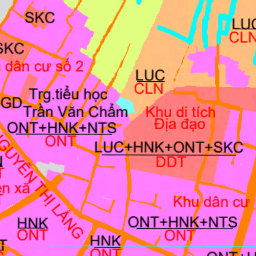 SKC
LUC
CLN
SKC
dân cư số 2
LUC
CLN
Trg.tiểu học
Trần Văn Chẩm
GD
Khu di tích
Địa đạo
ONT+HNK+NTS
ONT
LUC+HNK+ONT+SKC
DDT
NGUYỄN THỊ LẮNG
ện xã
Khu dân cư
HNK
ONT
ONT+HNK+NTS
ONT
HNK
ONT